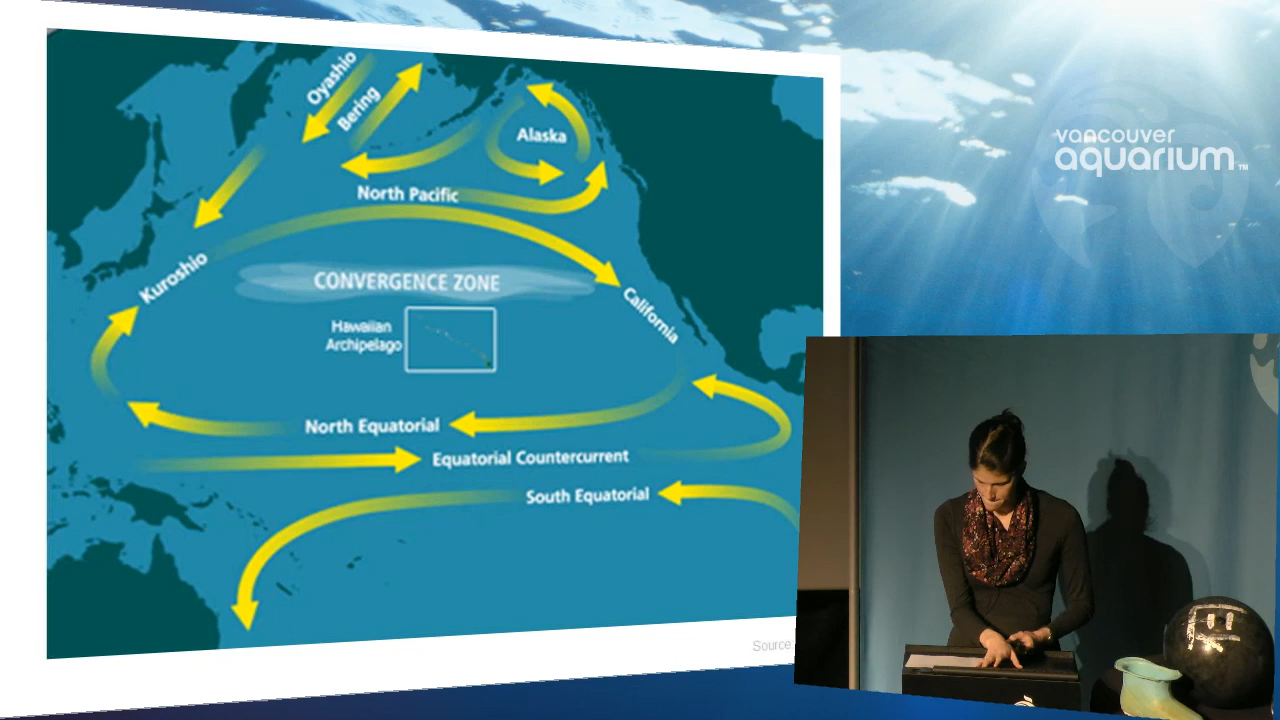 Oyashio
Bering
Alaska
North Pacific
Kuroshio
CONVERGENCE ZONE
California
Hawaiian
Archipelago
North Equatorial
Equatorial Countercurrent
South Equatorial
Source
vancouver
aquarium™